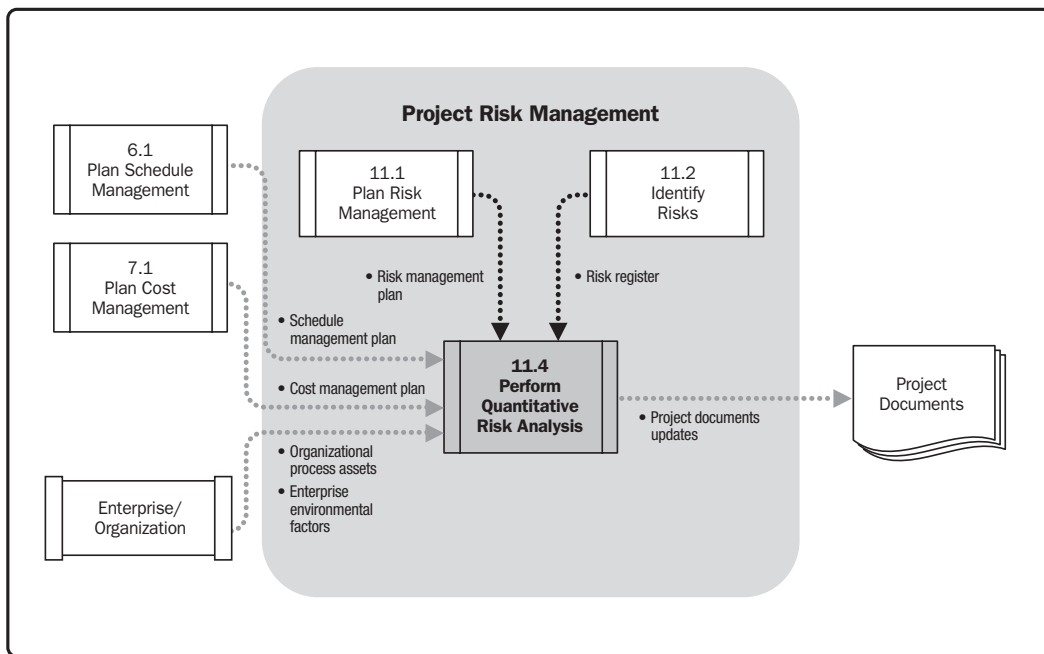 Project Risk Management
6.1
Plan Schedule
Management
11.1
Plan Risk
Management
11.2
Identify
Risks
7.1
Plan Cost
Management
• Risk management
plan
• Risk register
• Schedule
management plan
11.4
Perform
Quantitative
Risk Analysis
• Cost management plan
Project
Documents
• Project documents
updates
• Organizational
process assets
• Enterprise
environmental
factors
Enterprise/
Organization